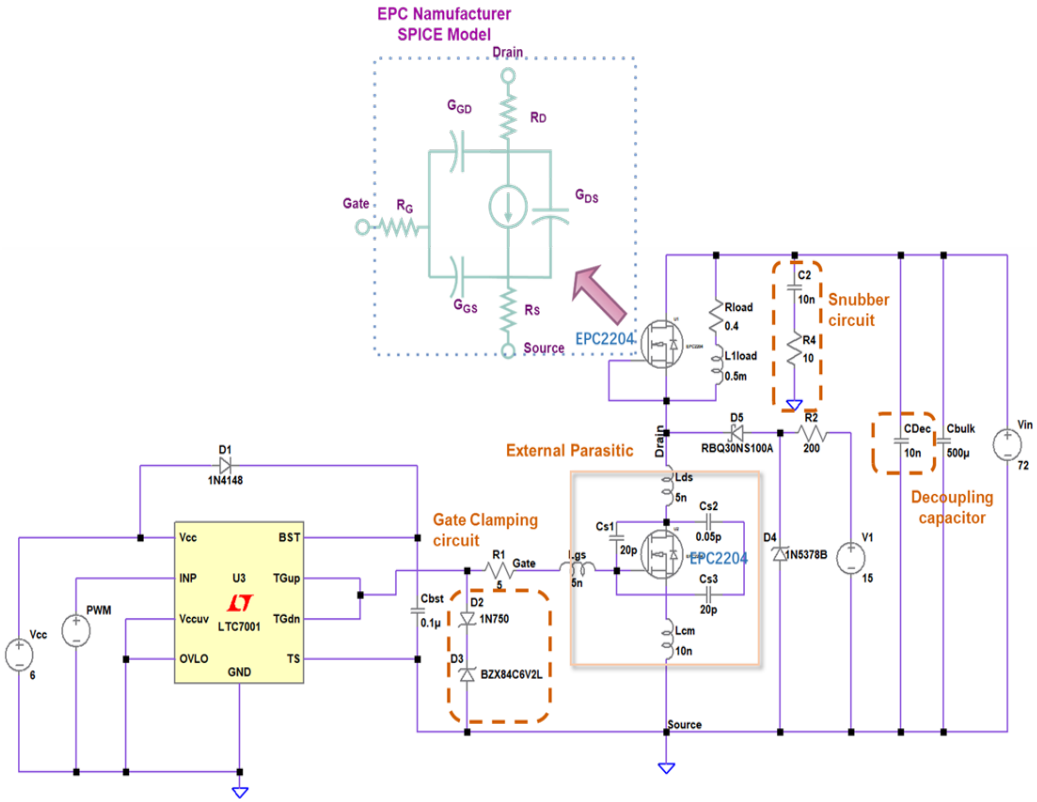 EPC Namufacturer
SPICE Model
Drain
GGD
RD
Gate
RG
GDS
GGS
RS
Source
EPC2204
U1
Rload
0.4
L1load
0.5m
C2
10n
R4
10
Snubber
circuit
CDec
10n
Cbulk
500µ
Vin
72
Decoupling
capacitor
D5
RBQ30NS100A
R2
200
Drain
External Parasitic
Lds
5n
Cs2
0.05p
Cs1
20p
EPC2204
Cs3
20p
Lgs
5n
Lcm
10n
D4
1N5378B
V1
15
D1
1N4148
Gate Clamping
circuit
R1
5
Gate
D2
1N750
D3
BZX84C6V2L
Cbst
0.1µ
Vcc
BST
INP
U3
TGup
LTC7001
Vccuv
TGdn
OVLO
TS
GND
PWM
Vcc
6
Source